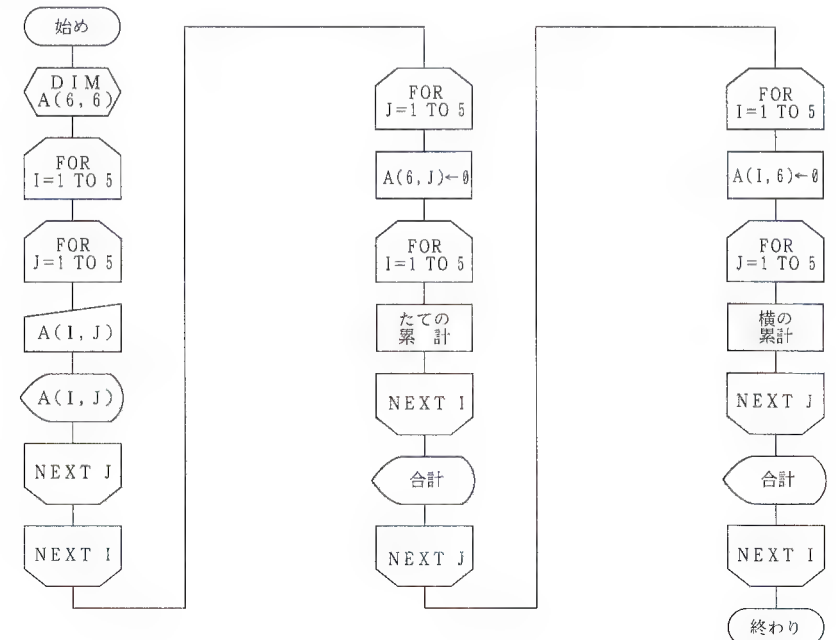 始め
DIM
A(6,6)
FOR
I=1 TO 5
FOR
J=1 TO 5
A(I,J)
A(I,J)
NEXT J
NEXT I
FOR
J=1 TO 5
A(6,J)←0
FOR
I=1 TO 5
たての
累 計
NEXT I
合計
NEXT J
FOR
I=1 TO 5
A(I,6)←0
FOR
J=1 TO 5
横の
累計
NEXT J
合計
NEXT I
終わり